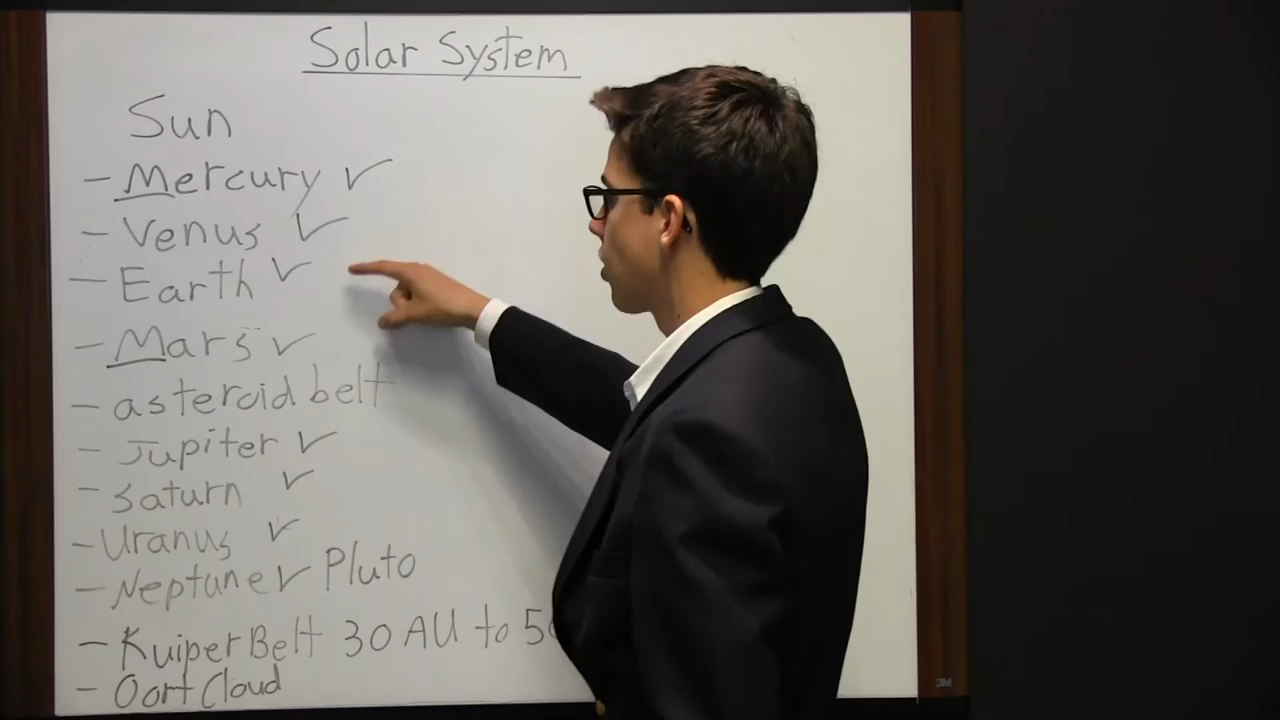 Solar System
Sun
- Mercury ✓
- Venus ✓
- Earth ✓
- Mars ✓
- asteroid belt
- Jupiter ✓
- Saturn ✓
- Uranus ✓
- Neptune ✓ Pluto
- Kuiper Belt 30 AU to
- Oort Cloud
3M